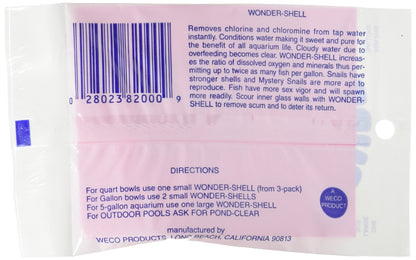 WONDER-SHELL
Removes chlorine and chloromine from tap water
instantly. Conditions water making it sweet and pure for
the benefit of all aquarium life. Cloudy water due to
overfeeding becomes clear. WONDER-SHELL increas-
es the ratio of dissolved oxygen and minerals thus per-
mitting up to twice as many fish per gallon. Snails have
stronger shells and Mystery Snails are more apt to
reproduce. Fish have more sex vigor and will spawn
more readily. Scour inner glass walls with WONDER-
SHELL to remove scum and to deter its return.
0 28023 82000 9
DIRECTIONS
For quart bowls use one small WONDER-SHELL (from 3-pack)
For Gallon bowls use 2 small WONDER-SHELLS
For 5-gallon aquarium use one large WONDER-SHELL
For OUTDOOR POOLS ASK FOR POND-CLEAR
A
WECO
PRODUCT
manufactured by
WECO PRODUCTS, LONG BEACH, CALIFORNIA 90813